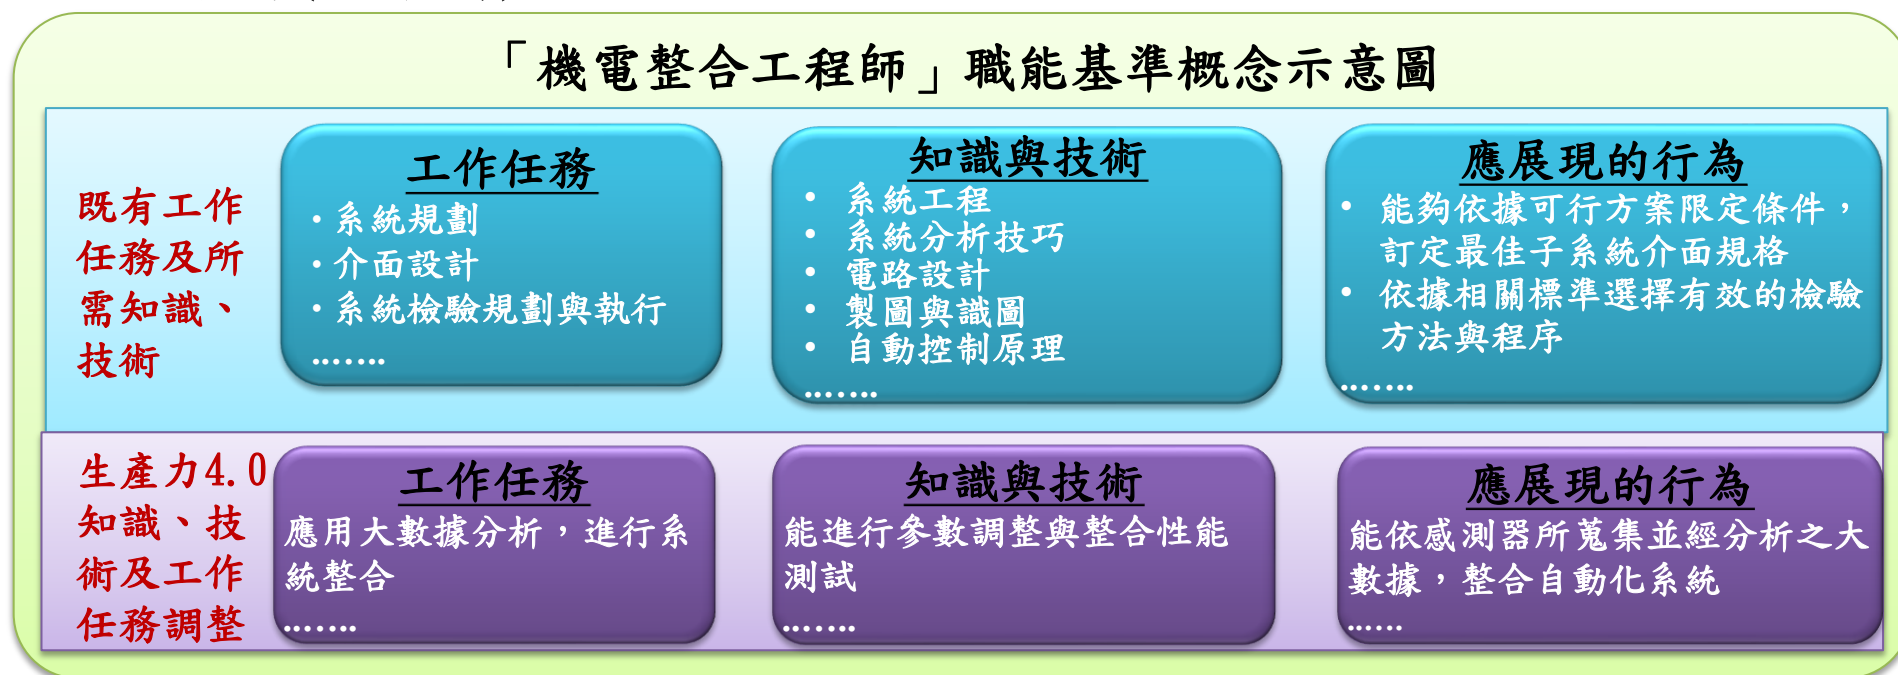 「機電整合工程師」職能基準概念示意圖
既有工作
任務及所
需知識、
技術
工作任務
·系統規劃
·介面設計
·系統檢驗規劃與執行
…….
知識與技術
• 系統工程
• 系統分析技巧
• 電路設計
• 製圖與識圖
• 自動控制原理
…….
應展現的行為
• 能夠依據可行方案限定條件，
訂定最佳子系統介面規格
• 依據相關標準選擇有效的檢驗
方法與程序
…….
生產力4.0
知識、技
術及工作
任務調整
工作任務
應用大數據分析，進行系
統整合
…….
知識與技術
能進行參數調整與整合性能
測試
…….
應展現的行為
能依感測器所蒐集並經分析之大
數據，整合自動化系統
……